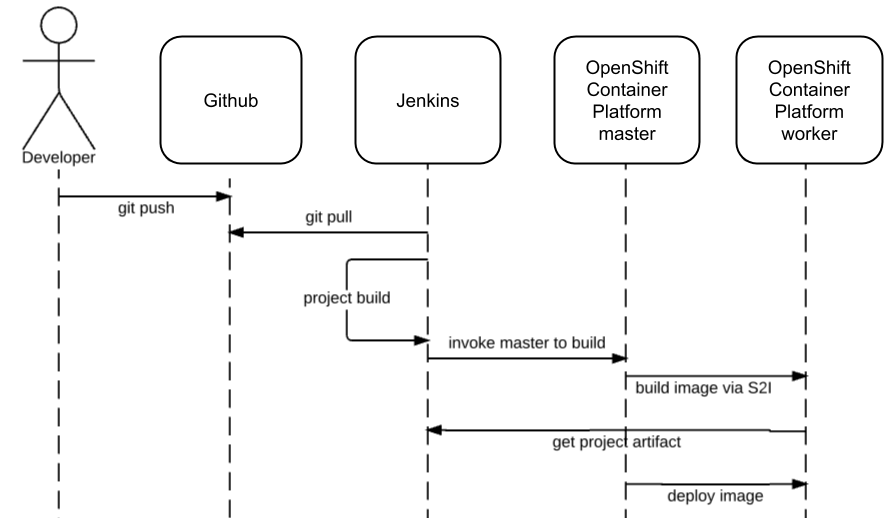 Developer
Github
Jenkins
OpenShift
Container
Platform
master
OpenShift
Container
Platform
worker
git push
git pull
project build
invoke master to build
build image via S2I
get project artifact
deploy image